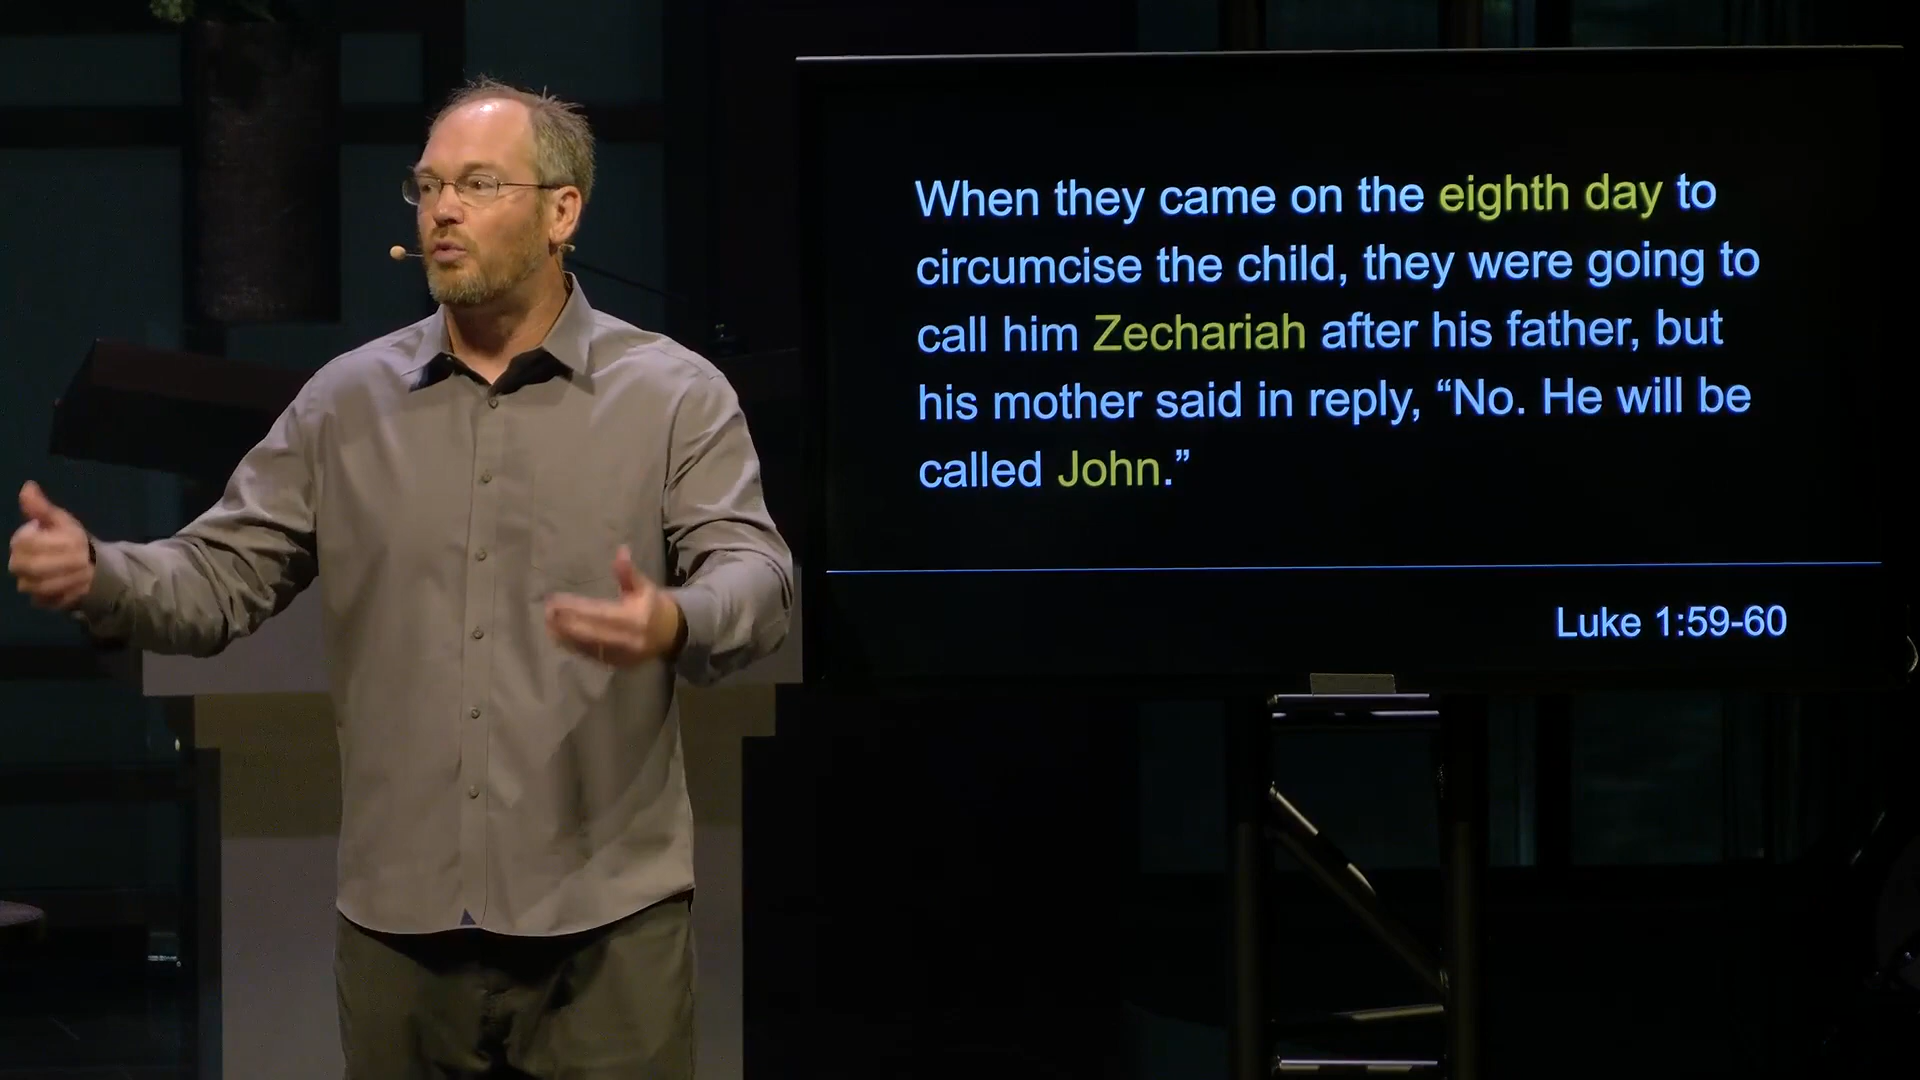 When they came on the eighth day to
circumcise the child, they were going to
call him Zechariah after his father, but
his mother said in reply, “No. He will be
called John.”
Luke 1:59-60